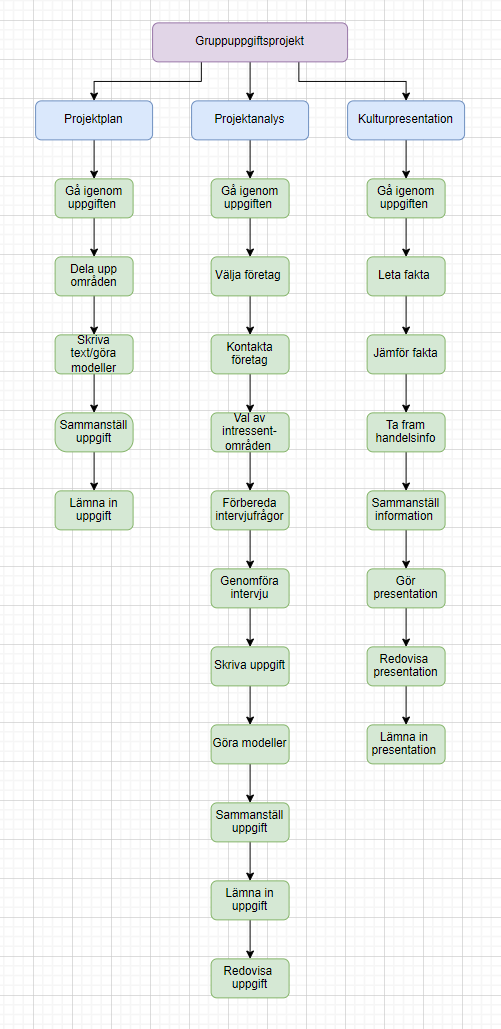 Gruppuppgiftsprojekt
Projektplan
Projektanalys
Kulturpresentation
Gå igenom
uppgiften
Gå igenom
uppgiften
Gå igenom
uppgiften
Dela upp
områden
Välja företag
Leta fakta
Skriva
text/göra
modeller
Kontakta
företag
Jämför fakta
Sammanställ
uppgift
Val av
intressent-
områden
Ta fram
handelsinfo
Lämna in
uppgift
Förbereda
intervjufrågor
Sammanställ
information
Genomföra
intervju
Gör
presentation
Skriva uppgift
Redovisa
presentation
Göra modeller
Lämna in
presentation
Sammanställ
uppgift
Lämna in
uppgift
Redovisa
uppgift